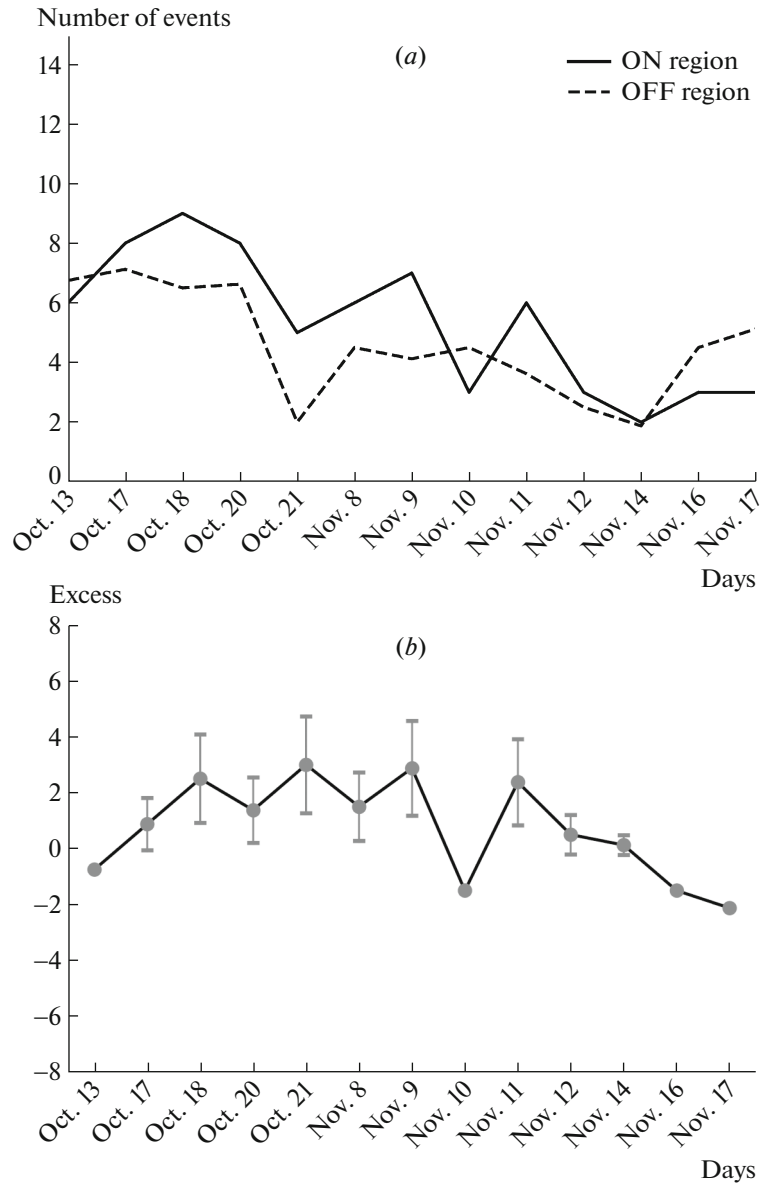 Number of events
(a)
ON region
OFF region
14
12
10
8
6
4
2
0
Oct. 13
Oct. 17
Oct. 18
Oct. 20
Oct. 21
Nov. 8
Nov. 9
Nov. 10
Nov. 11
Nov. 12
Nov. 14
Nov. 16
Nov. 17
Days
Excess
(b)
8
6
4
2
0
–2
–4
–6
–8
Oct. 13
Oct. 17
Oct. 18
Oct. 20
Oct. 21
Nov. 8
Nov. 9
Nov. 10
Nov. 11
Nov. 12
Nov. 14
Nov. 16
Nov. 17
Days